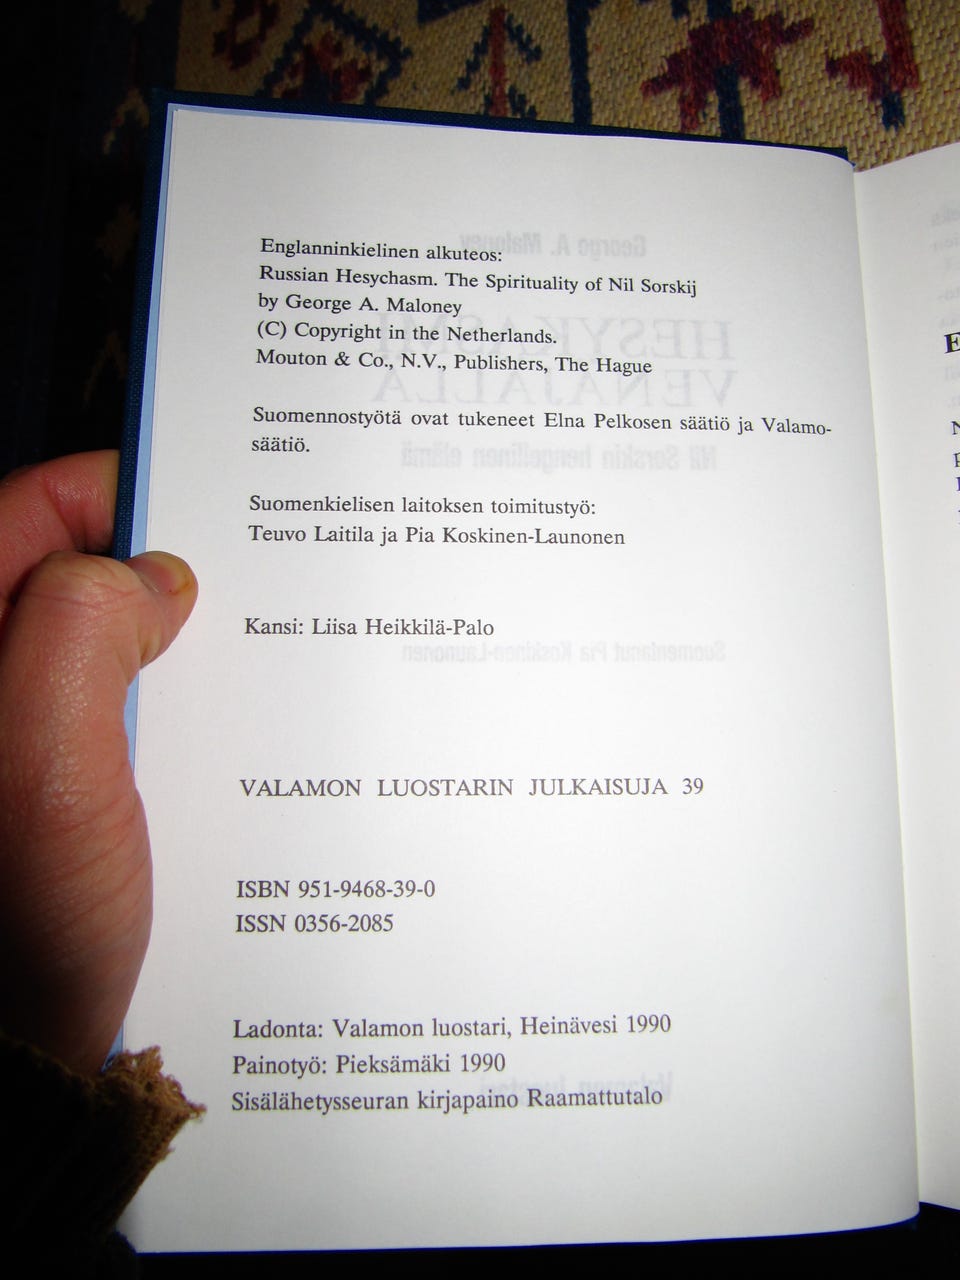 Englanninkielinen alkuteos:
Russian Hesychasm. The Spirituality of Nil Sorskij
by George A. Maloney
(C) Copyright in the Netherlands.
Mouton & Co., N.V., Publishers, The Hague
Suomennostyötä ovat tukeneet Elna Pelkosen säätiö ja Valamo-
säätiö.
Suomenkielisen laitoksen toimitustyö:
Teuvo Laitila ja Pia Koskinen-Launonen
Kansi: Liisa Heikkilä-Palo
VALAMON LUOSTARIN JULKAISUJA 39
ISBN 951-9468-39-0
ISSN 0356-2085
Ladonta: Valamon luostari, Heinävesi 1990
Painotyö: Pieksämäki 1990
Sisälähetysseuran kirjapaino Raamattutalo